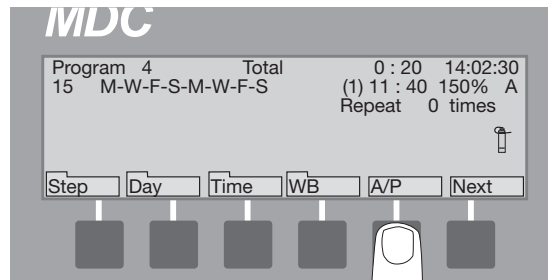 MDC
Program 4 Total 0 : 20 14:02:30
15 M-W-F-S-M-W-F-S (1) 11 : 40 150% A
Repeat 0 times
Step Day Time WB A/P Next